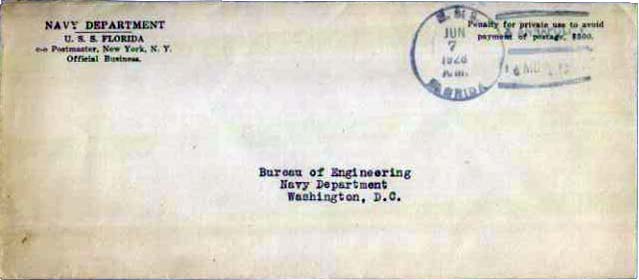 NAVY DEPARTMENT
U. S. S. FLORIDA
c-o Postmaster, New York, N. Y.
Official Business.
Penalty for private use to avoid
payment of postage, $300.
JUN
7
1928
FLORIDA
Bureau of Engineering
Navy Department
Washington, D.C.